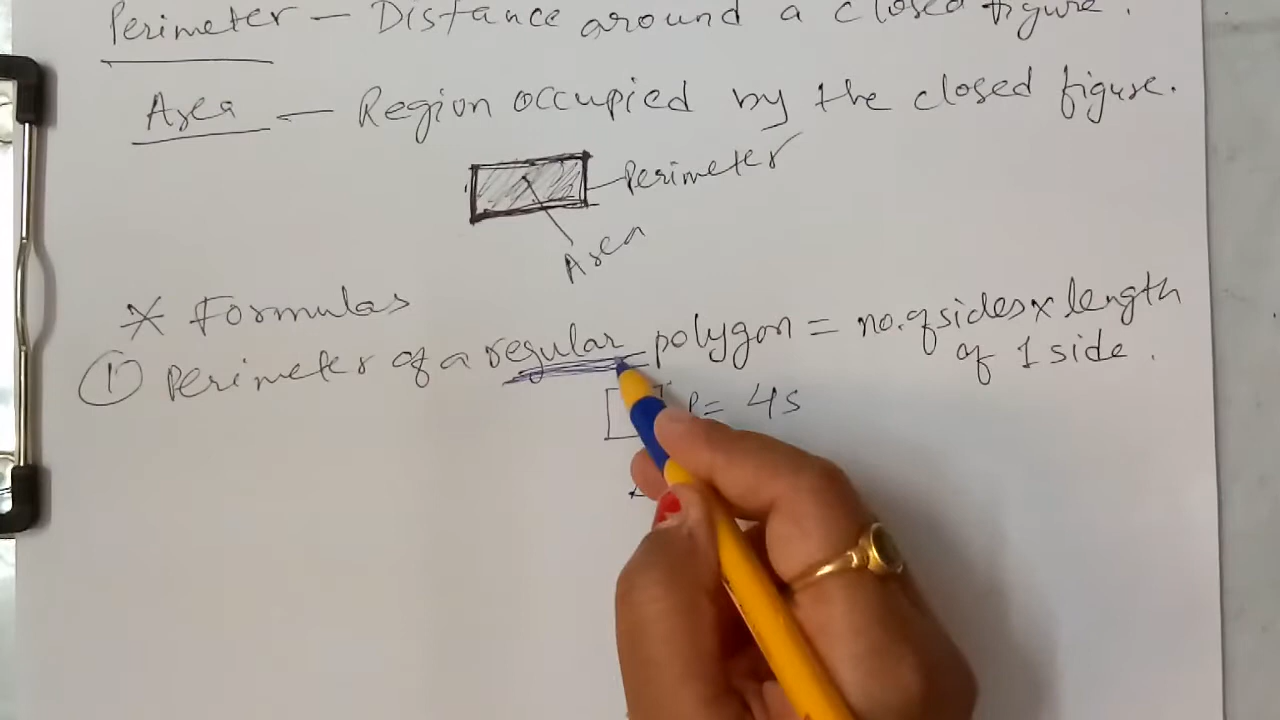 Perimeter — Distance around a closed figure.
Area — Region occupied by the closed figure.
Perimeter
Area
* Formulas
① Perimeter of a regular polygon = no. of sides × length
of 1 side.
P = 4s